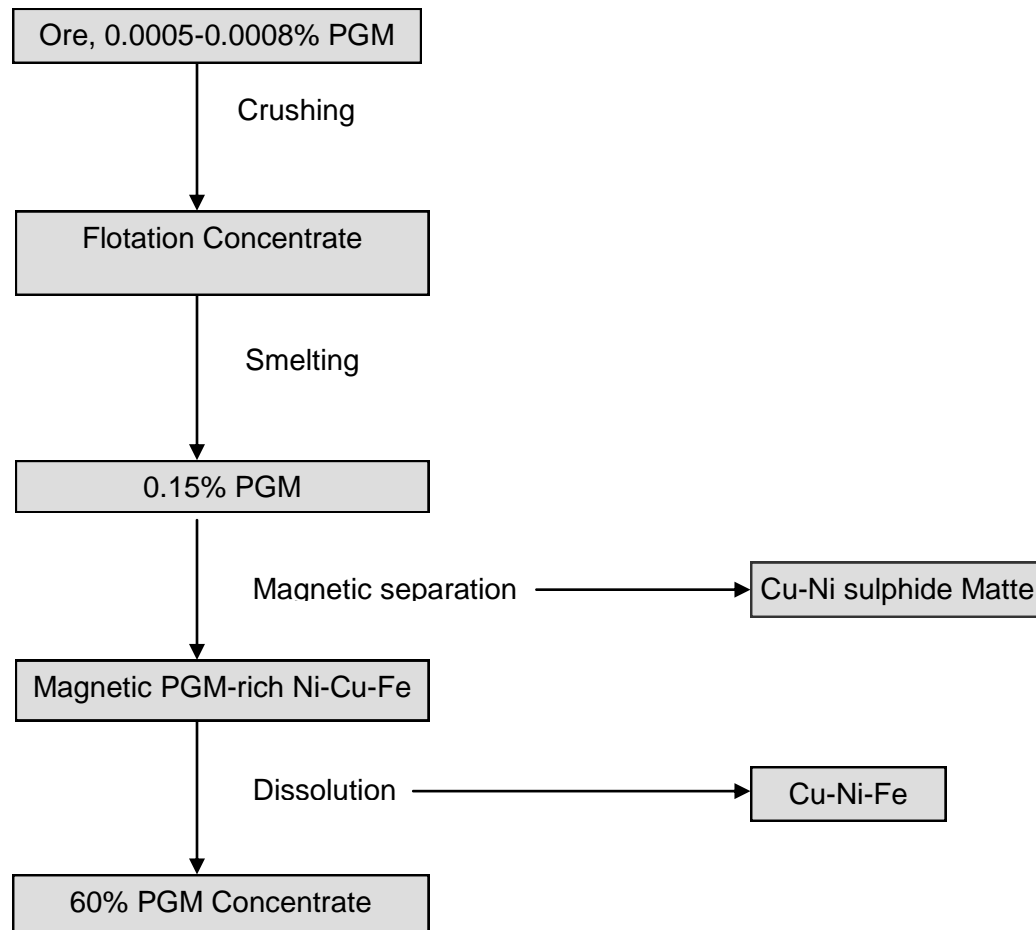 Ore, 0.0005-0.0008% PGM
Crushing
Flotation Concentrate
Smelting
0.15% PGM
Magnetic separation
Cu-Ni sulphide Matte
Magnetic PGM-rich Ni-Cu-Fe
Dissolution
Cu-Ni-Fe
60% PGM Concentrate